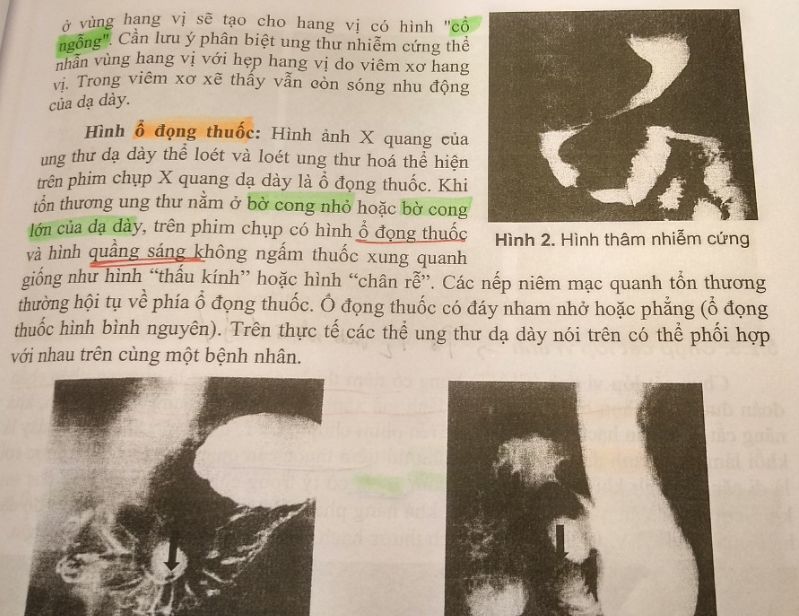 ở vùng hang vị sẽ tạo cho hang vị có hình "cổ
ngỗng". Cần lưu ý phân biệt ung thư nhiễm cứng thể
nhẫn vùng hang vị với hẹp hang vị do viêm xơ hang
vị. Trong viêm xơ xẽ thấy vẫn còn sóng nhu động
của dạ dày.
Hình ổ đọng thuốc: Hình ảnh X quang của
ung thư dạ dày thể loét và loét ung thư hoá thể hiện
trên phim chụp X quang dạ dày là ổ đọng thuốc. Khi
tổn thương ung thư nằm ở bờ cong nhỏ hoặc bờ cong
lớn của dạ dày, trên phim chụp có hình ổ đọng thuốc
và hình quầng sáng không ngấm thuốc xung quanh
giống như hình “thấu kính” hoặc hình “chân rễ”. Các nếp niêm mạc quanh tổn thương
thường hội tụ về phía ổ đọng thuốc. Ổ đọng thuốc có đáy nham nhở hoặc phẳng (ổ đọng
thuốc hình bình nguyên). Trên thực tế các thể ung thư dạ dày nói trên có thể phối hợp
với nhau trên cùng một bệnh nhân.
Hình 2. Hình thâm nhiễm cứng